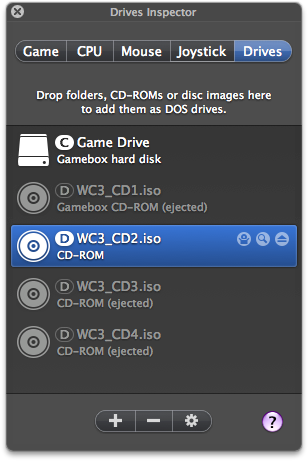 Drives Inspector
Game CPU Mouse Joystick Drives
Drop folders, CD-ROMs or disc images here
to add them as DOS drives.
C Game Drive
Gamebox hard disk
D WC3_CD1.iso
Gamebox CD-ROM (ejected)
D WC3_CD2.iso
CD-ROM
D WC3_CD3.iso
CD-ROM (ejected)
D WC3_CD4.iso
CD-ROM (ejected)
?